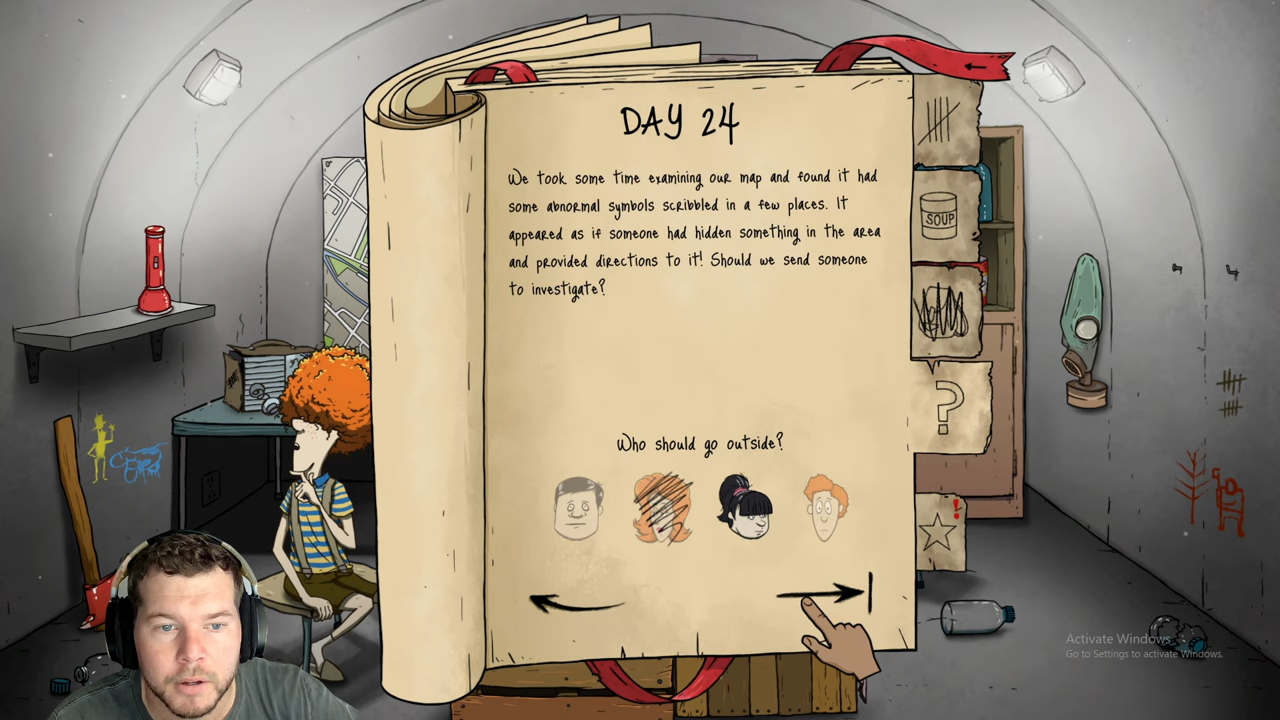 DAY 24
We took some time examining our map and found it had
some abnormal symbols scribbled in a few places. It
appeared as if someone had hidden something in the area
and provided directions to it! Should we send someone
to investigate?
Who should go outside?
SOUP
?
!
Activate Windows
Go to Settings to activate Windows.